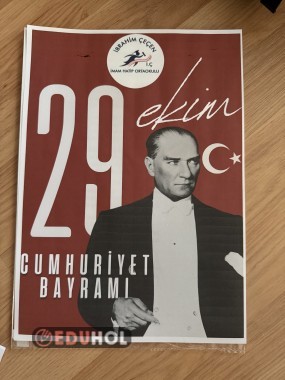 İBRAHİM ÇEÇEN
İ.Ç
İMAM HATİP ORTAOKULU
29
ekim
CUMHURİYET
BAYRAMI
EDUHOL